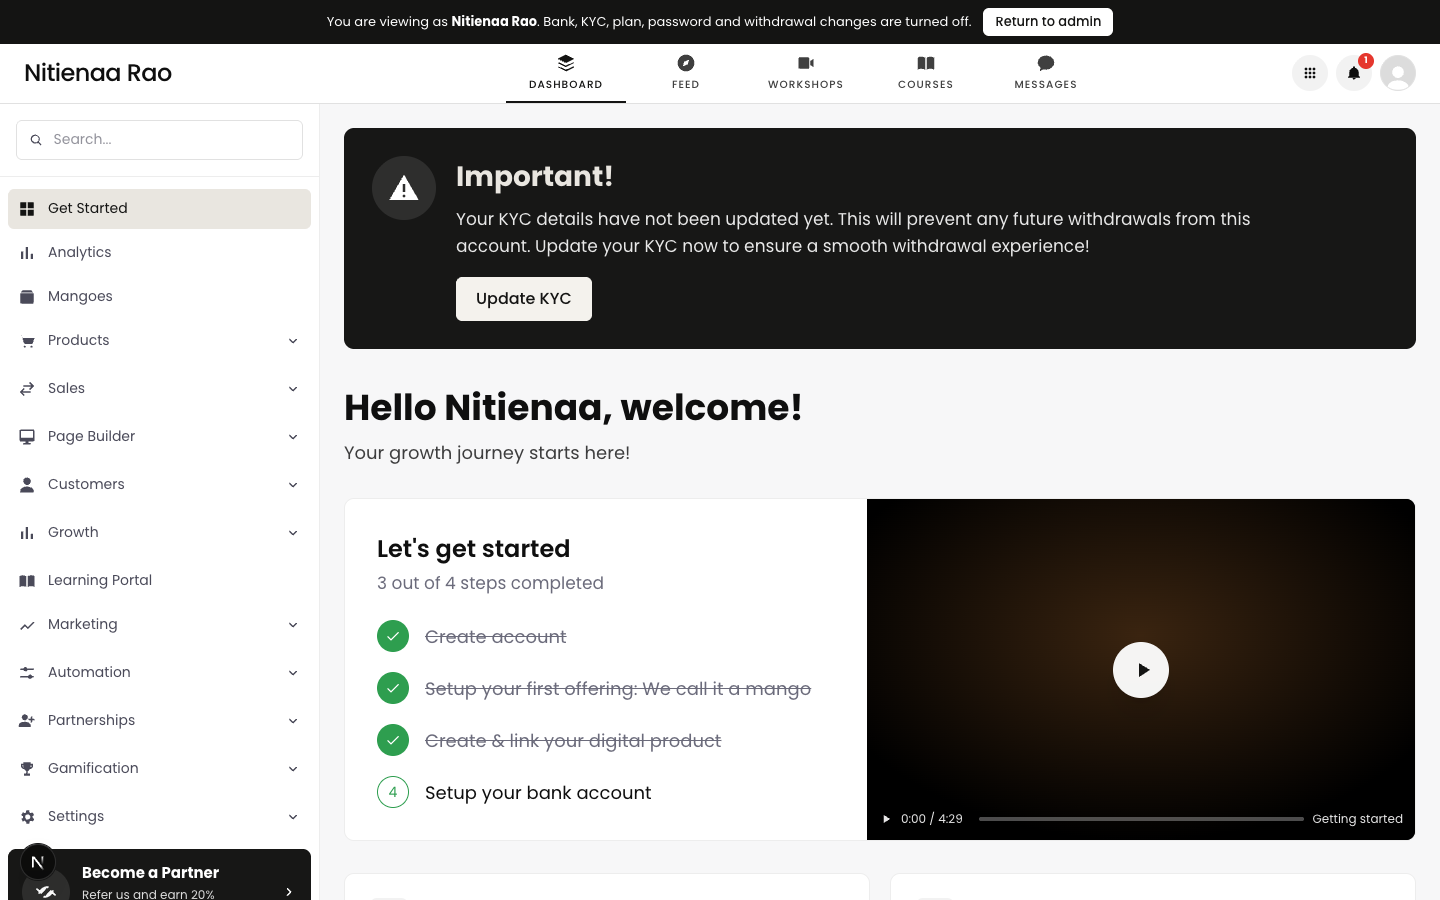 You are viewing as Nitienaa Rao. Bank, KYC, plan, password and withdrawal changes are turned off.
Return to admin
Nitienaa Rao
DASHBOARD
FEED
WORKSHOPS
COURSES
MESSAGES
1
Search...
Get Started
Analytics
Mangoes
Products
Sales
Page Builder
Customers
Growth
Learning Portal
Marketing
Automation
Partnerships
Gamification
Settings
N
Become a Partner
Refer us and earn 20%
Important!
Your KYC details have not been updated yet. This will prevent any future withdrawals from this
account. Update your KYC now to ensure a smooth withdrawal experience!
Update KYC
Hello Nitienaa, welcome!
Your growth journey starts here!
Let's get started
3 out of 4 steps completed
Create account
Setup your first offering: We call it a mango
Create & link your digital product
4 Setup your bank account
0:00 / 4:29
Getting started